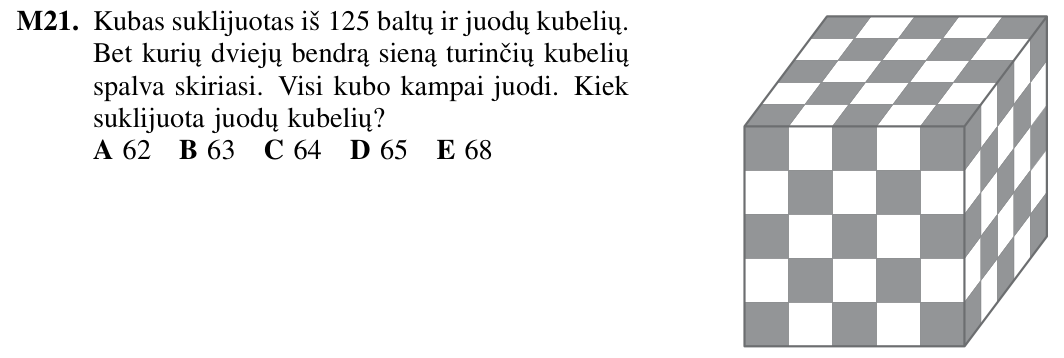 M21. Kubas suklijuotas iš 125 baltų ir juodų kubelių.
Bet kurių dviejų bendrą sieną turinčių kubelių
spalva skiriasi. Visi kubo kampai juodi. Kiek
suklijuota juodų kubelių?
A 62 B 63 C 64 D 65 E 68